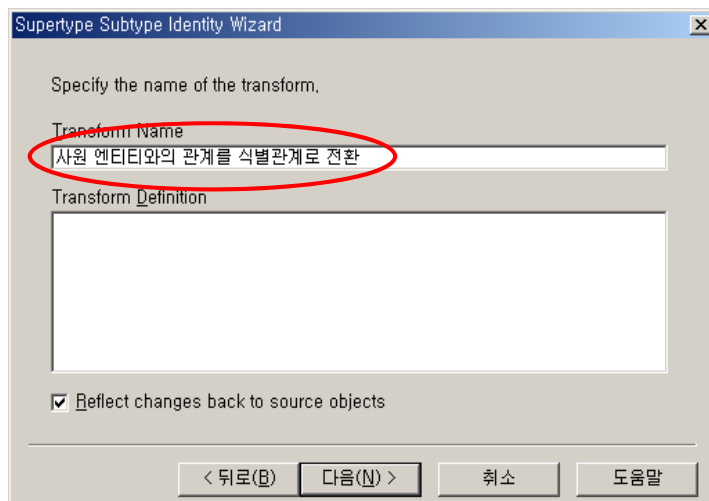 Supertype Subtype Identity Wizard
Specify the name of the transform,
Transform Name
사원 엔티티와의 관계를 식별관계로 전환
Transform Definition
Reflect changes back to source objects
< 뒤로(B) 다음(N) > 취소 도움말